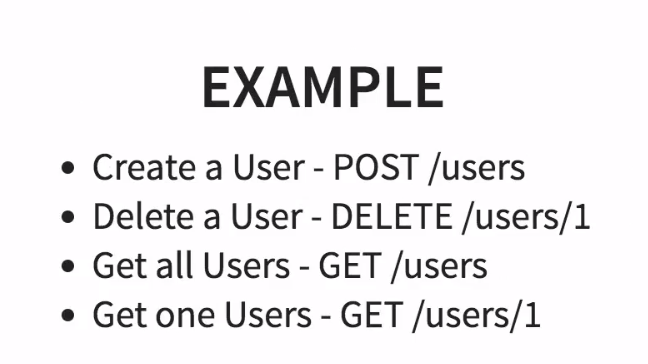 EXAMPLE
• Create a User - POST /users
• Delete a User - DELETE /users/1
• Get all Users - GET /users
• Get one Users - GET /users/1